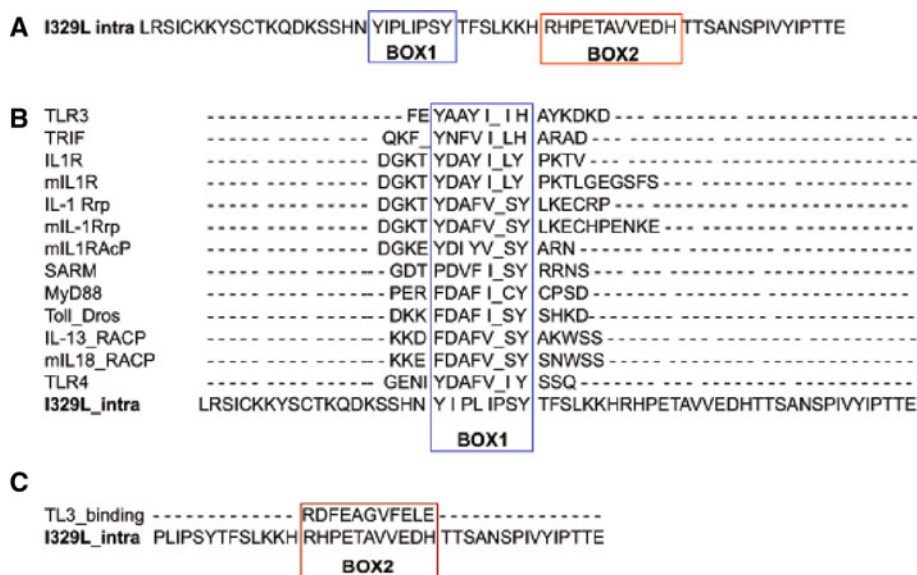 A I329L intra LRSICKKYSCTKQDKSSHN YIPLIPSY TFSLKKH RHPETAVVEDH TTSANSPIVYIPTTE
BOX1 BOX2
B TLR3 - - - - - - - - - - - - - - - - - - FE YAAY I_ I H AYKDKD - - - - - - - - - - - - - - - - - - - - - - - -
TRIF - - - - - - - - - - - - - - - - QKF_ YNFV I_LH ARAD - - - - - - - - - - - - - - - - - - - - - - - - - -
IL1R - - - - - - - - - - - - - - - DGKT YDAY I_LY PKTV - - - - - - - - - - - - - - - - - - - - - - - - - -
mIL1R - - - - - - - - - - - - - - - DGKT YDAY I_LY PKTLGEGSFS - - - - - - - - - - - - - - - - - - - -
IL-1 Rrp - - - - - - - - - - - - - - - DGKT YDAFV_SY LKECRP - - - - - - - - - - - - - - - - - - - - - - - -
mIL-1Rrp - - - - - - - - - - - - - - - DGKT YDAFV_SY LKECHPENKE - - - - - - - - - - - - - - - - - - - -
mIL1RAcP - - - - - - - - - - - - - - - DGKE YDI YV_SY ARN - - - - - - - - - - - - - - - - - - - - - - - - - - -
SARM - - - - - - - - - - - - - - - - GDT PDVF I_SY RRNS - - - - - - - - - - - - - - - - - - - - - - - - - -
MyD88 - - - - - - - - - - - - - - - - PER FDAF I_CY CPSD - - - - - - - - - - - - - - - - - - - - - - - - - -
Toll_Dros - - - - - - - - - - - - - - - - DKK FDAF I_SY SHKD - - - - - - - - - - - - - - - - - - - - - - - - - -
IL-13_RACP - - - - - - - - - - - - - - - - KKD FDAFV_SY AKWSS - - - - - - - - - - - - - - - - - - - - - - - - -
mIL18_RACP - - - - - - - - - - - - - - - - KKE FDAFV_SY SNWSS - - - - - - - - - - - - - - - - - - - - - - - - -
TLR4 - - - - - - - - - - - - - - - GENI YDAFV_IY SSQ - - - - - - - - - - - - - - - - - - - - - - - - - - -
I329L_intra LRSICKKYSCTKQDKSSHN Y I PL IPSY TFSLKKHRHPETAVVEDHTTSANSPIVYIPTTE
BOX1
C
TL3_binding - - - - - - - - - - - - - RDFEAGVFELE - - - - - - - - - - - - - - -
I329L_intra PLIPSYTFSLKKH RHPETAVVEDH TTSANSPIVYIPTTE
BOX2